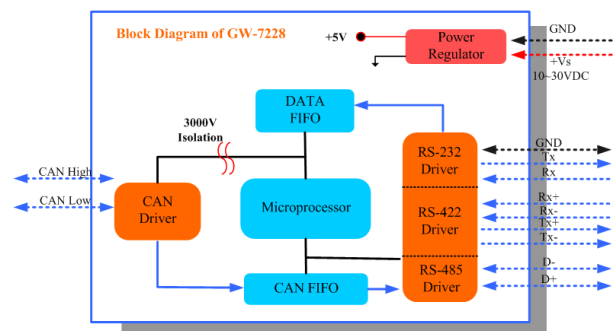 Block Diagram of GW-7228
+5V
Power
Regulator
GND
+Vs
10~30VDC
DATA
FIFO
3000V
Isolation
CAN High
CAN Low
CAN
Driver
Microprocessor
CAN FIFO
RS-232
Driver
RS-422
Driver
RS-485
Driver
GND
Tx
Rx
Rx+
Rx-
Tx+
Tx-
D-
D+